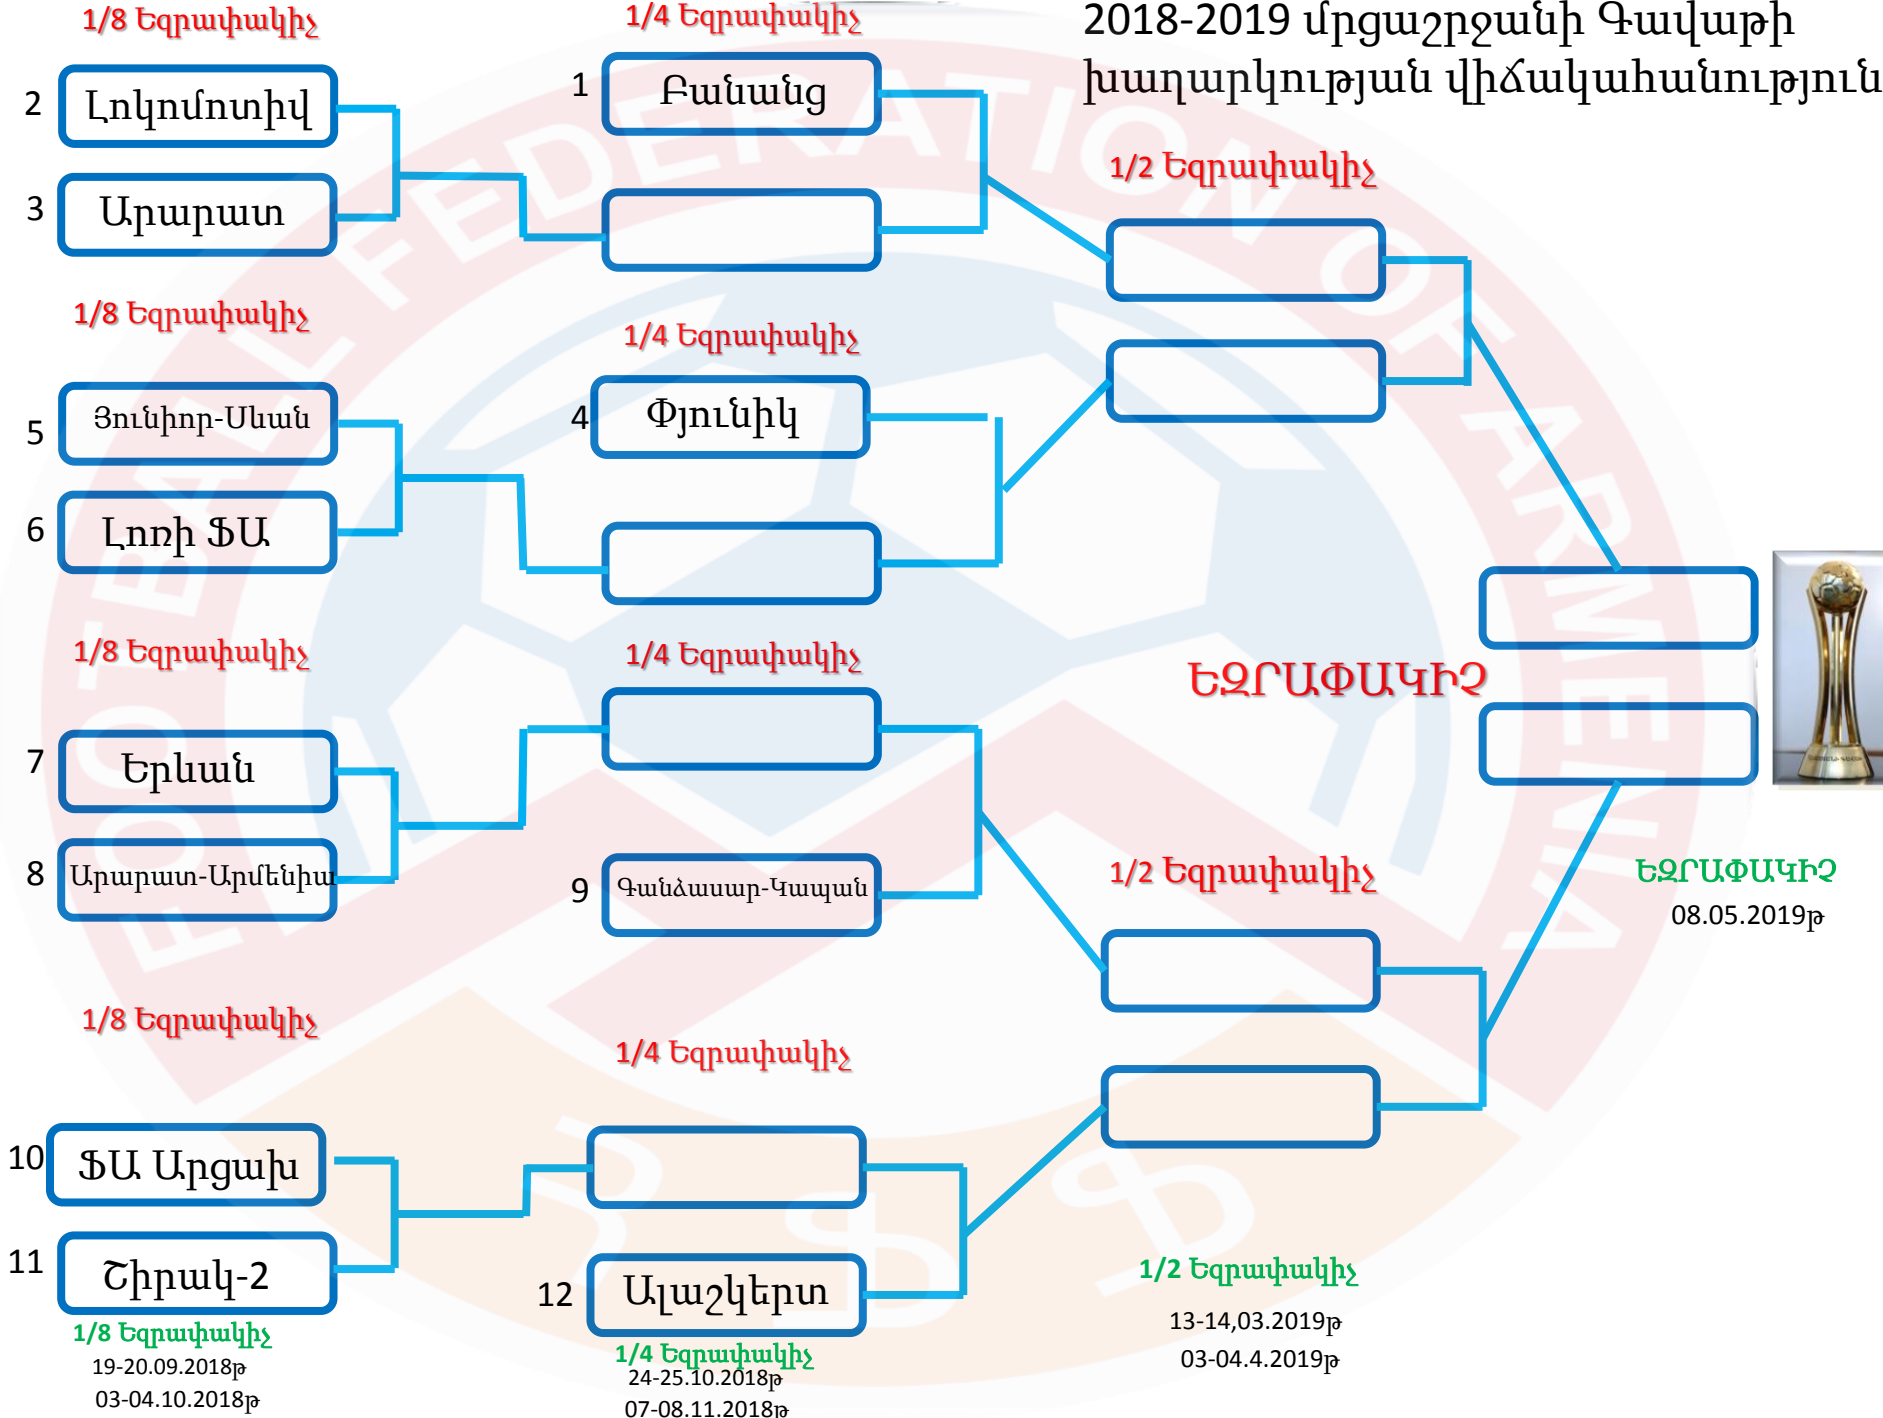 2018-2019 մրցաշրջանի Գավաթի
խաղարկության վիճակահանություն
1/8 Եզրափակիչ
2 Լոկոմոտիվ
3 Արարատ
1/8 Եզրափակիչ
5 Յունիոր-Սևան
6 Լոռի ՖԱ
1/8 Եզրափակիչ
7 Երևան
8 Արարատ-Արմենիա
1/8 Եզրափակիչ
10 ՖԱ Արցախ
11 Շիրակ-2
1/8 Եզրափակիչ
19-20.09.2018թ
03-04.10.2018թ
1/4 Եզրափակիչ
1 Բանանց
1/4 Եզրափակիչ
4 Փյունիկ
1/4 Եզրափակիչ
9 Գանձասար-Կապան
1/4 Եզրափակիչ
12 Ալաշկերտ
1/4 Եզրափակիչ
24-25.10.2018թ
07-08.11.2018թ
1/2 Եզրափակիչ
1/2 Եզրափակիչ
1/2 Եզրափակիչ
13-14,03.2019թ
03-04.4.2019թ
ԵԶՐԱՓԱԿԻՉ
ԵԶՐԱՓԱԿԻՉ
08.05.2019թ
FOOTBALL FEDERATION OF ARMENIA
ՀՖՖ